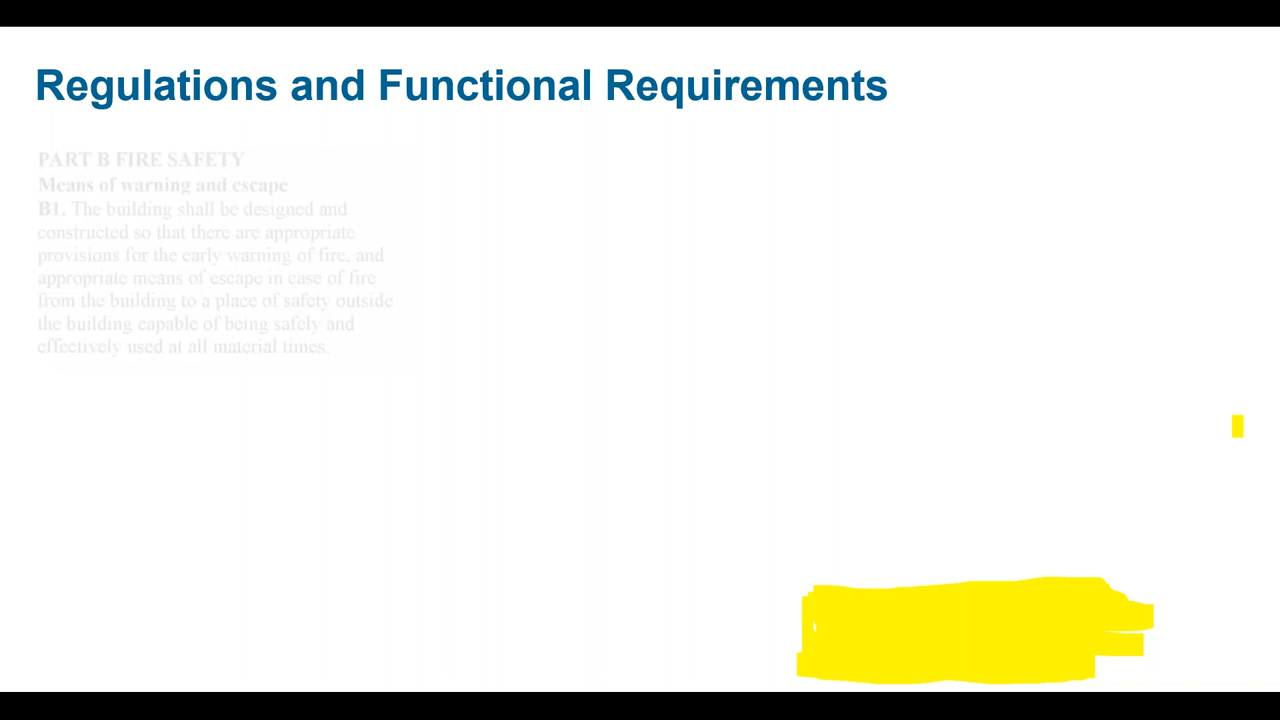 Regulations and Functional Requirements
PART B FIRE SAFETY
Means of warning and escape
B1. The building shall be designed and
constructed so that there are appropriate
provisions for the early warning of fire, and
appropriate means of escape in case of fire
from the building to a place of safety outside
the building capable of being safely and
effectively used at all material times.